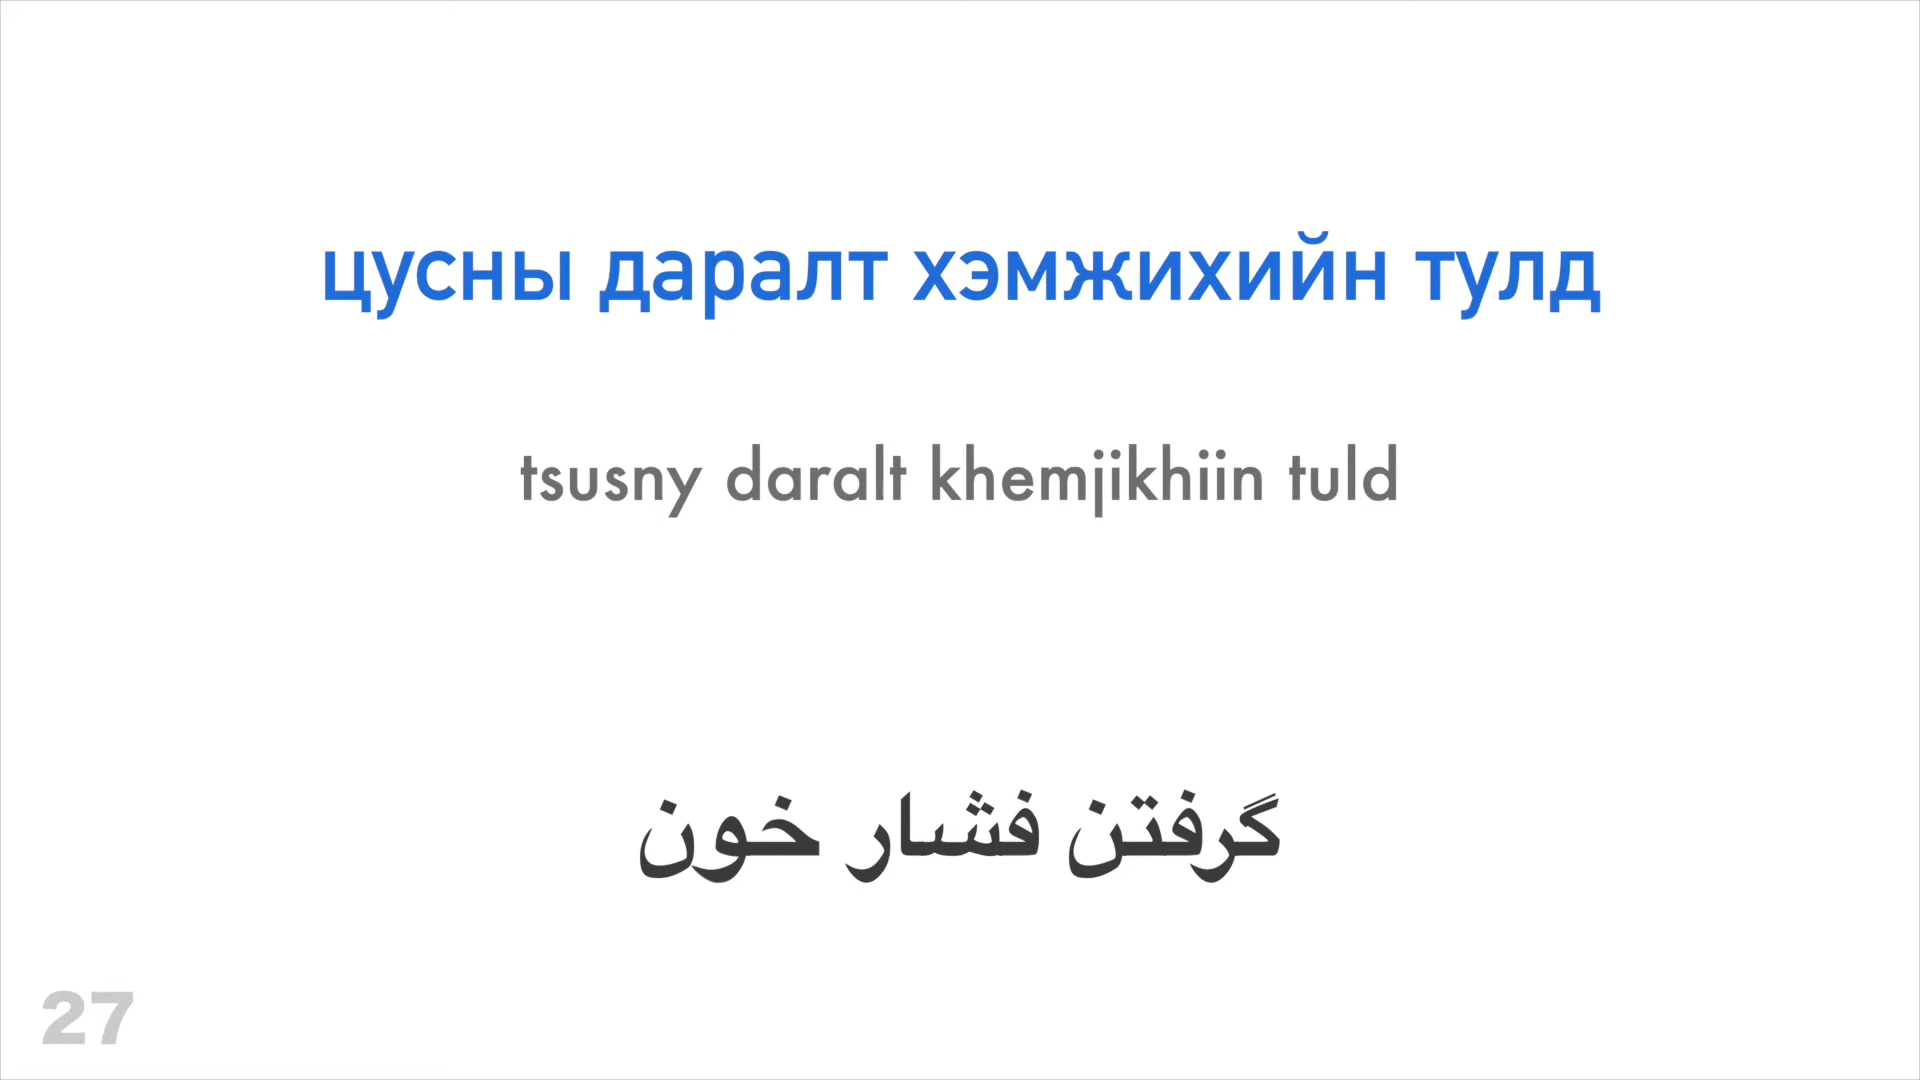 цусны даралт хэмжихийн тулд
tsusny daralt khemjikhiin tuld
گرفتن فشار خون
27